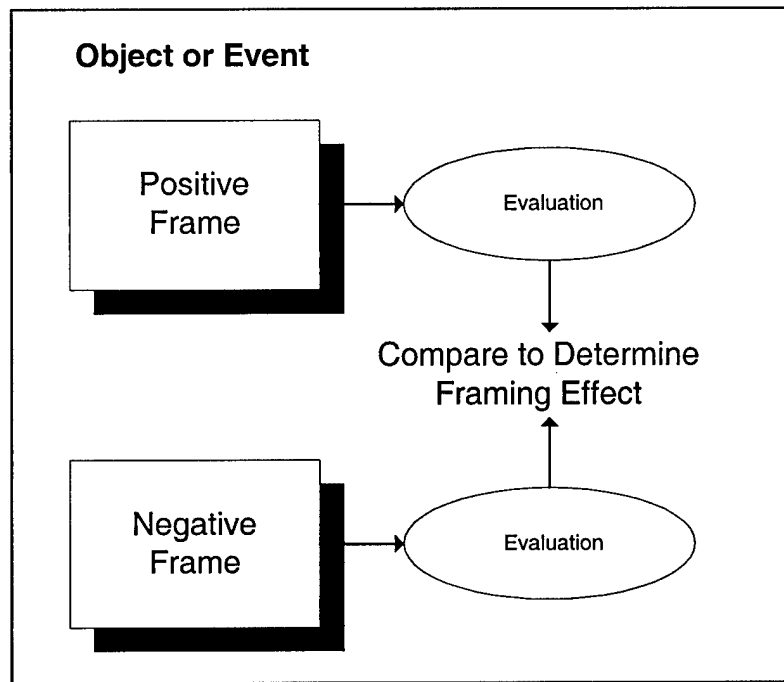 Object or Event
Positive
Frame
Evaluation
Compare to Determine
Framing Effect
Negative
Frame
Evaluation